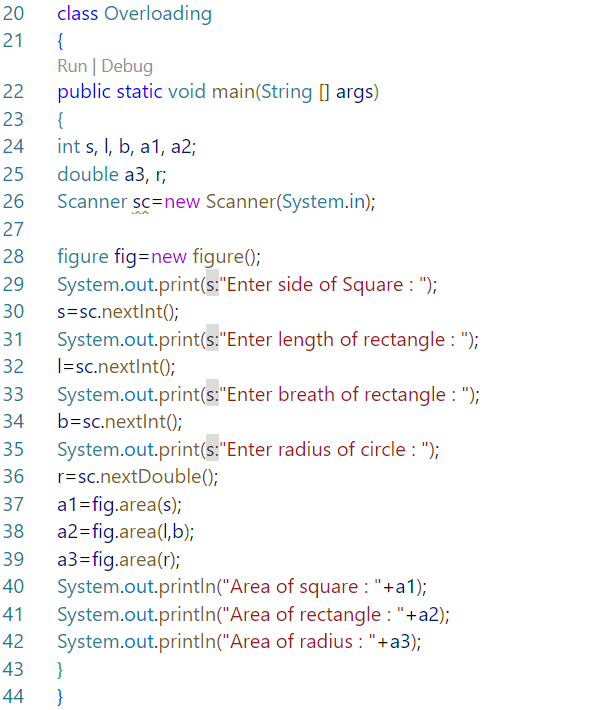 20 class Overloading
21 {
Run | Debug
22 public static void main(String [] args)
23 {
24 int s, l, b, a1, a2;
25 double a3, r;
26 Scanner sc=new Scanner(System.in);
27
28 figure fig=new figure();
29 System.out.print(s:"Enter side of Square : ");
30 s=sc.nextInt();
31 System.out.print(s:"Enter length of rectangle : ");
32 l=sc.nextInt();
33 System.out.print(s:"Enter breath of rectangle : ");
34 b=sc.nextInt();
35 System.out.print(s:"Enter radius of circle : ");
36 r=sc.nextDouble();
37 a1=fig.area(s);
38 a2=fig.area(l,b);
39 a3=fig.area(r);
40 System.out.println("Area of square : "+a1);
41 System.out.println("Area of rectangle : "+a2);
42 System.out.println("Area of radius : "+a3);
43 }
44 }